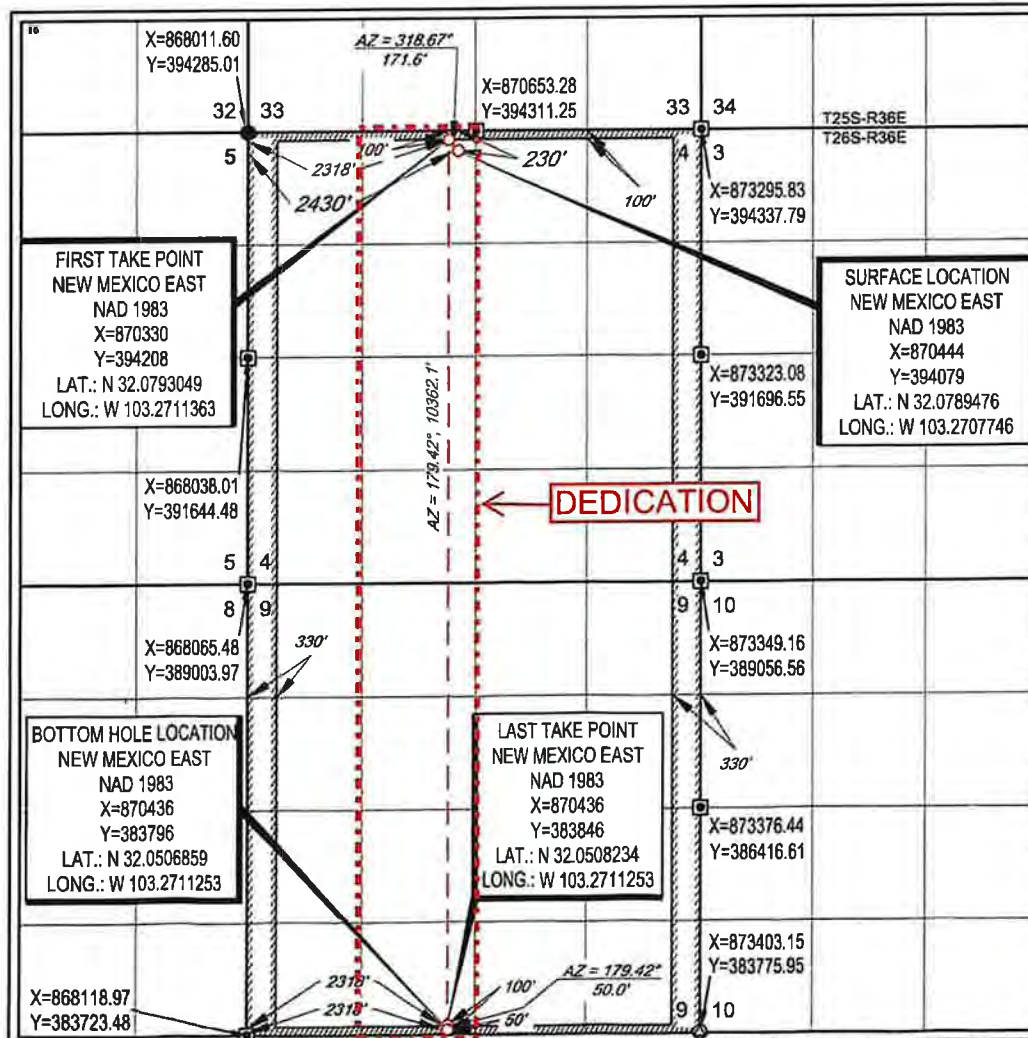 16
X=868011.60
Y=394285.01
AZ = 318.67°
171.6'
X=870653.28
Y=394311.25
32 33
33 34
T25S-R36E
T26S-R36E
5
4
3
100'
2318'
230'
2430'
100'
X=873295.83
Y=394337.79
FIRST TAKE POINT
NEW MEXICO EAST
NAD 1983
X=870330
Y=394208
LAT.: N 32.0793049
LONG.: W 103.2711363
SURFACE LOCATION
NEW MEXICO EAST
NAD 1983
X=870444
Y=394079
LAT.: N 32.0789476
LONG.: W 103.2707746
X=873323.08
Y=391696.55
AZ = 179.42°, 10362.1'
X=868038.01
Y=391644.48
DEDICATION
5 4
4 3
8 9
9 10
X=868065.48
Y=389003.97
330'
X=873349.16
Y=389056.56
330'
BOTTOM HOLE LOCATION
NEW MEXICO EAST
NAD 1983
X=870436
Y=383796
LAT.: N 32.0506859
LONG.: W 103.2711253
LAST TAKE POINT
NEW MEXICO EAST
NAD 1983
X=870436
Y=383846
LAT.: N 32.0508234
LONG.: W 103.2711253
X=873376.44
Y=386416.61
X=873403.15
Y=383775.95
X=868118.97
Y=383723.48
2318'
2318'
100'
50'
AZ = 179.42°
50.0'
9 10